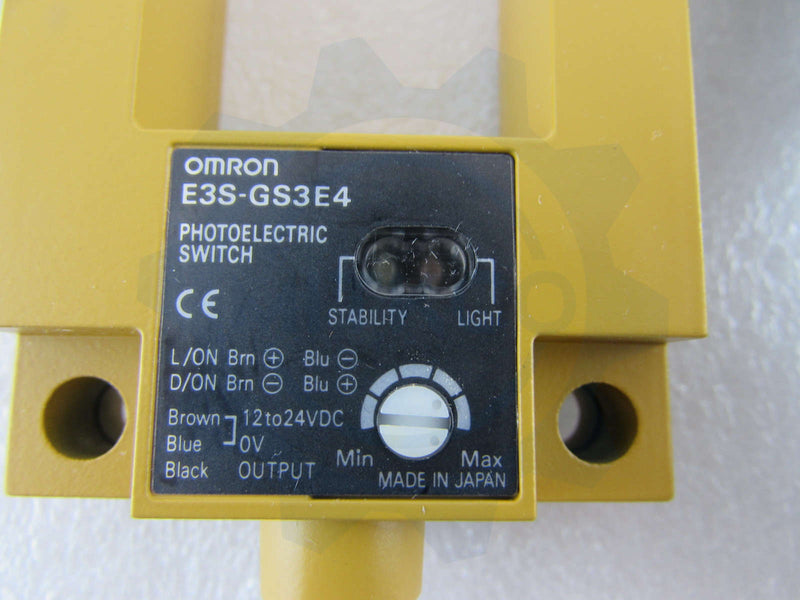 OMRON
E3S-GS3E4
PHOTOELECTRIC
SWITCH
CE
STABILITY LIGHT
L/ON Brn ⊕ Blu ⊖
D/ON Brn ⊖ Blu ⊕
Brown 12to24VDC
Blue 0V
Black OUTPUT
Min Max
MADE IN JAPAN